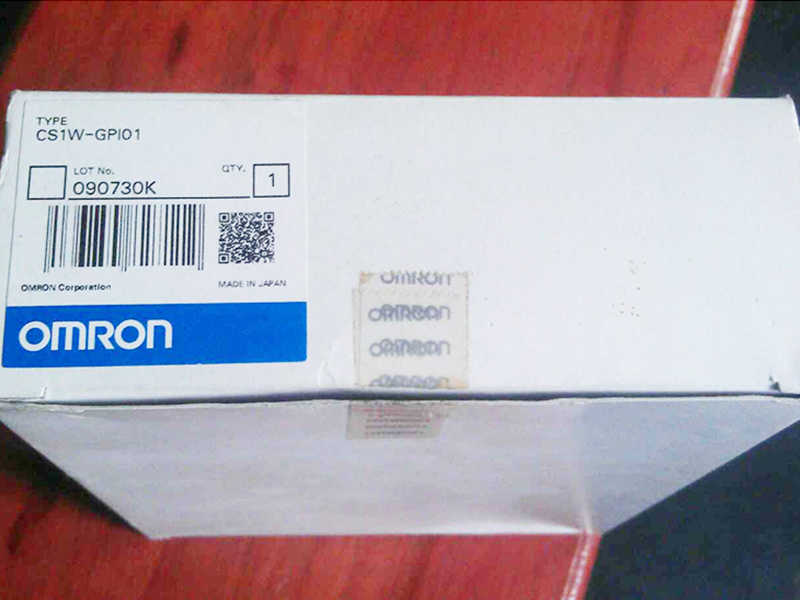 TYPE
CS1W-GPI01
LOT No.
QTY.
090730K
1
OMRON Corporation
MADE IN JAPAN
OMRON
OMRON
OMRON
OMRON
OMRON